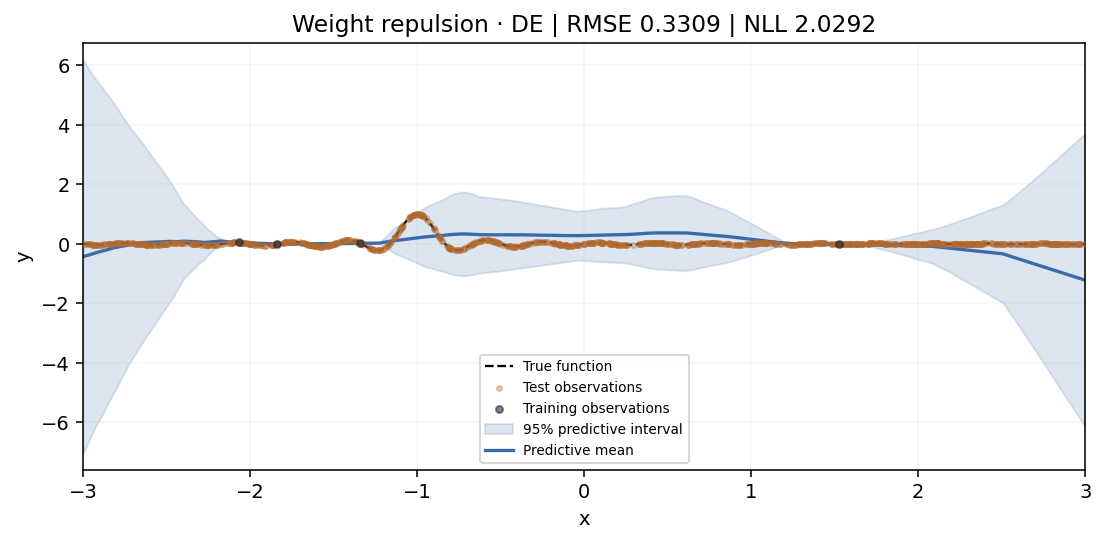 Weight repulsion · DE | RMSE 0.3309 | NLL 2.0292
6
4
2
0
−2
−4
−6
y
True function
Test observations
Training observations
95% predictive interval
Predictive mean
−3 −2 −1 0 1 2 3
x